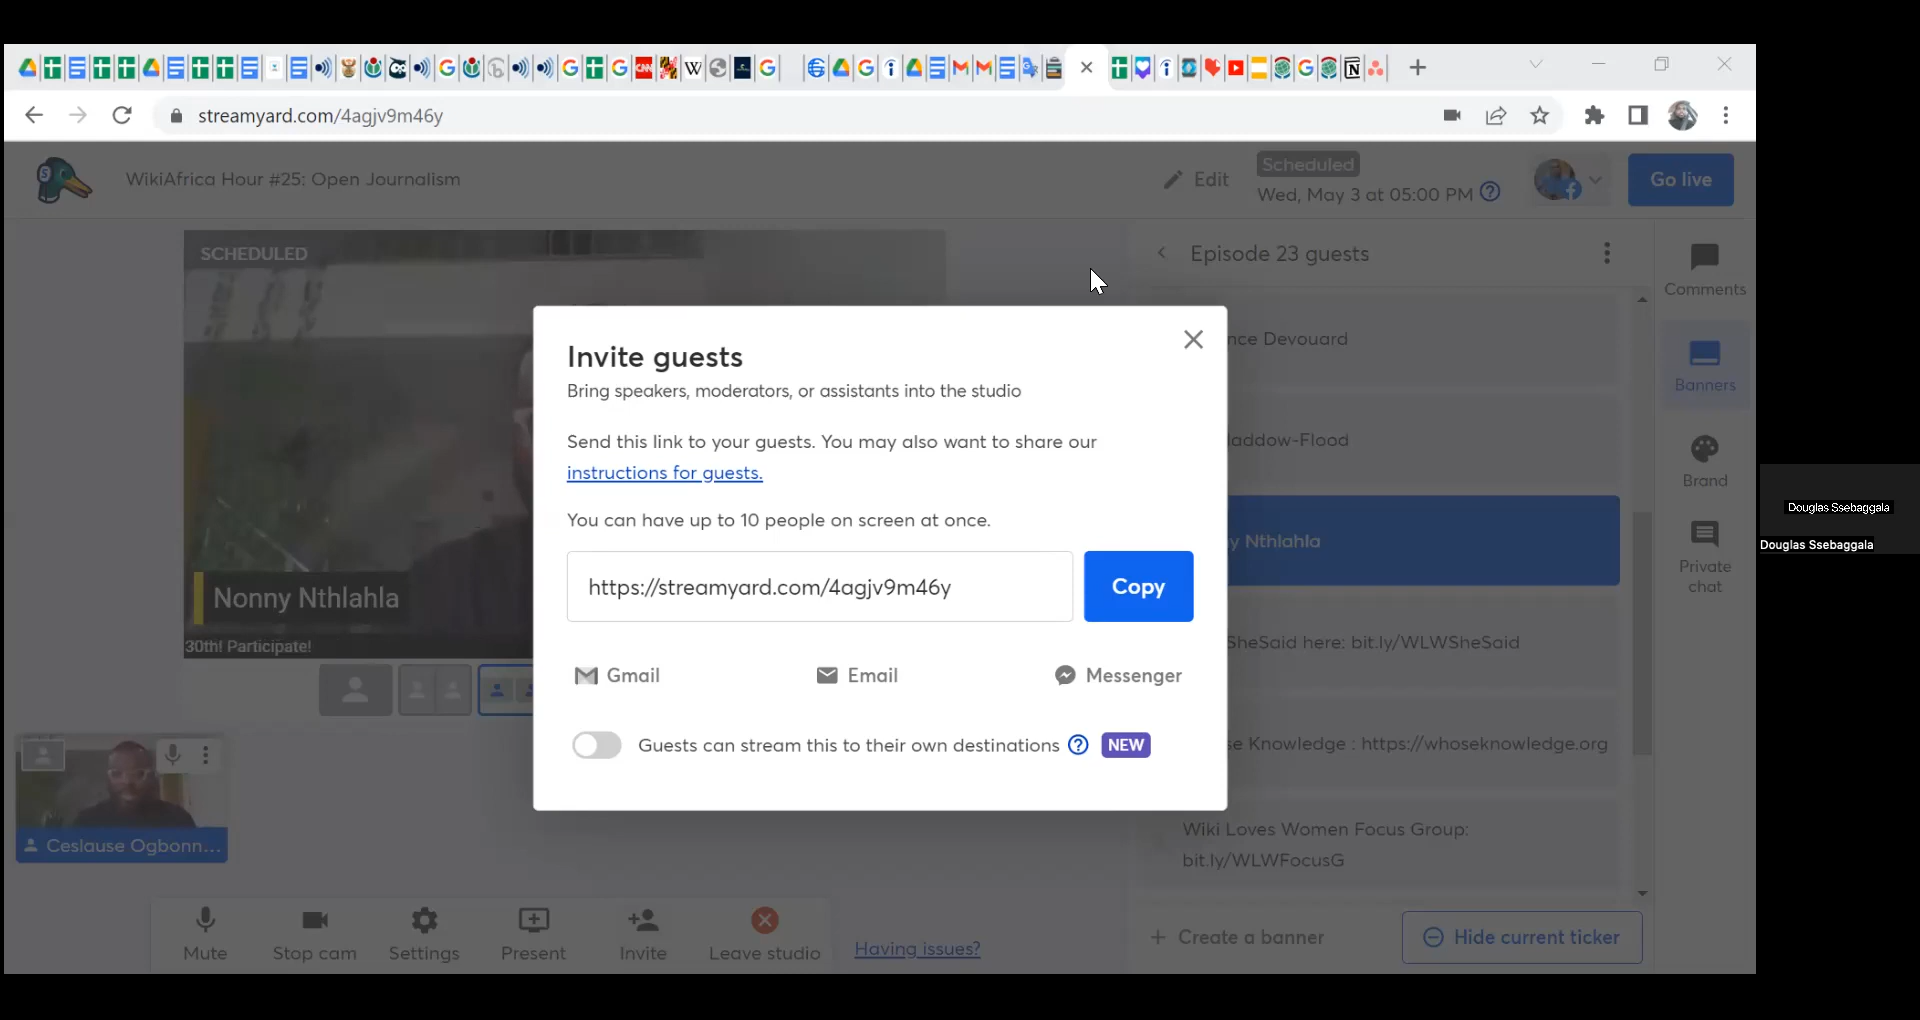 streamyard.com/4agjv9m46y
WikiAfrica Hour #25: Open Journalism
Edit
Scheduled
Wed, May 3 at 05:00 PM
Go live
SCHEDULED
Episode 23 guests
Comments
nce Devouard
Invite guests
Bring speakers, moderators, or assistants into the studio
Send this link to your guests. You may also want to share our
instructions for guests.
You can have up to 10 people on screen at once.
https://streamyard.com/4agjv9m46y
Copy
Gmail
Email
Messenger
Guests can stream this to their own destinations
NEW
addow-Flood
y Nthlahla
SheSaid here: bit.ly/WLWSheSaid
se Knowledge : https://whoseknowledge.org
Wiki Loves Women Focus Group:
bit.ly/WLWFocusG
Banners
Brand
Private
chat
Nonny Nthlahla
30th! Participate!
Ceslause Ogbonn...
Mute
Stop cam
Settings
Present
Invite
Leave studio
Having issues?
Create a banner
Hide current ticker
Douglas Ssebaggala
Douglas Ssebaggala